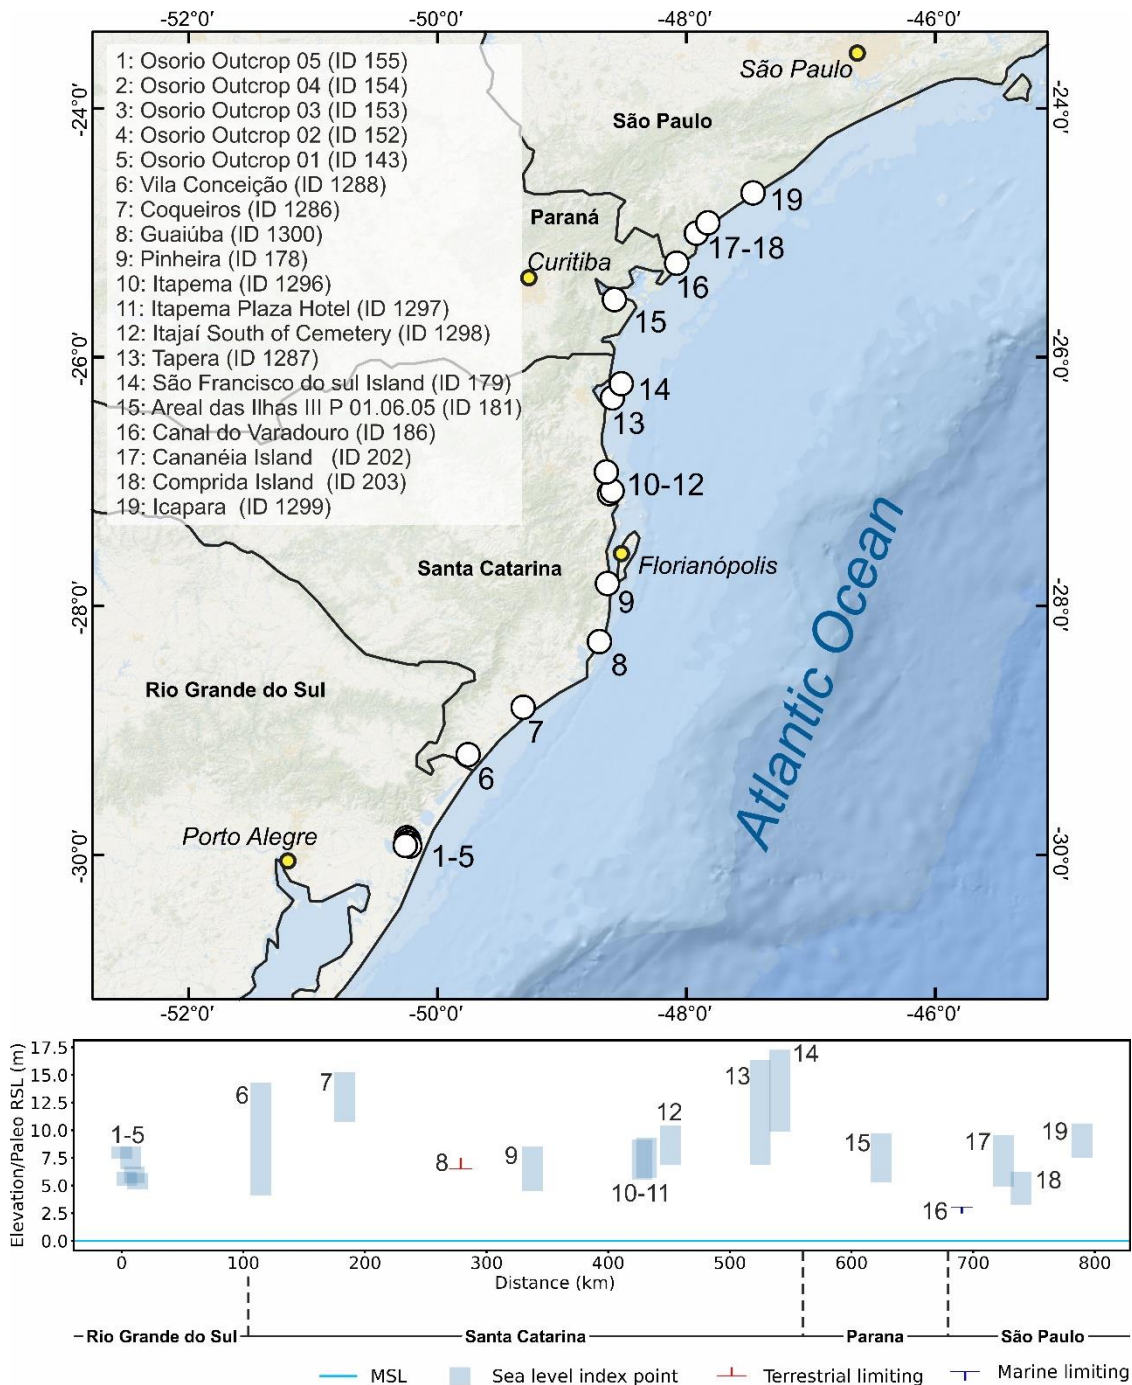 -52°0′ -50°0′ -48°0′ -46°0′
1: Osorio Outcrop 05 (ID 155)
2: Osorio Outcrop 04 (ID 154)
3: Osorio Outcrop 03 (ID 153)
4: Osorio Outcrop 02 (ID 152)
5: Osorio Outcrop 01 (ID 143)
6: Vila Conceição (ID 1288)
7: Coqueiros (ID 1286)
8: Guaiúba (ID 1300)
9: Pinheira (ID 178)
10: Itapema (ID 1296)
11: Itapema Plaza Hotel (ID 1297)
12: Itajaí South of Cemetery (ID 1298)
13: Tapera (ID 1287)
14: São Francisco do sul Island (ID 179)
15: Areal das Ilhas III P 01.06.05 (ID 181)
16: Canal do Varadouro (ID 186)
17: Cananéia Island (ID 202)
18: Comprida Island (ID 203)
19: Icapara (ID 1299)
São Paulo
-24°0′ -24°0′
São Paulo
19
Paraná
17-18
Curitiba
16
15
-26°0′ -26°0′
14
13
10-12
Florianópolis
Santa Catarina
9
-28°0′ -28°0′
8
Rio Grande do Sul
7
6
Atlantic Ocean
Porto Alegre
1-5
-30°0′ -30°0′
-52°0′ -50°0′ -48°0′ -46°0′
Elevation/Paleo RSL (m)
17.5
15.0
12.5
10.0
7.5
5.0
2.5
0.0
1-5
6
7
8
9
10-11
12
13
14
15
16
17
18
19
0 100 200 300 400 500 600 700 800
Distance (km)
Rio Grande do Sul Santa Catarina Parana São Paulo
MSL Sea level index point Terrestrial limiting Marine limiting